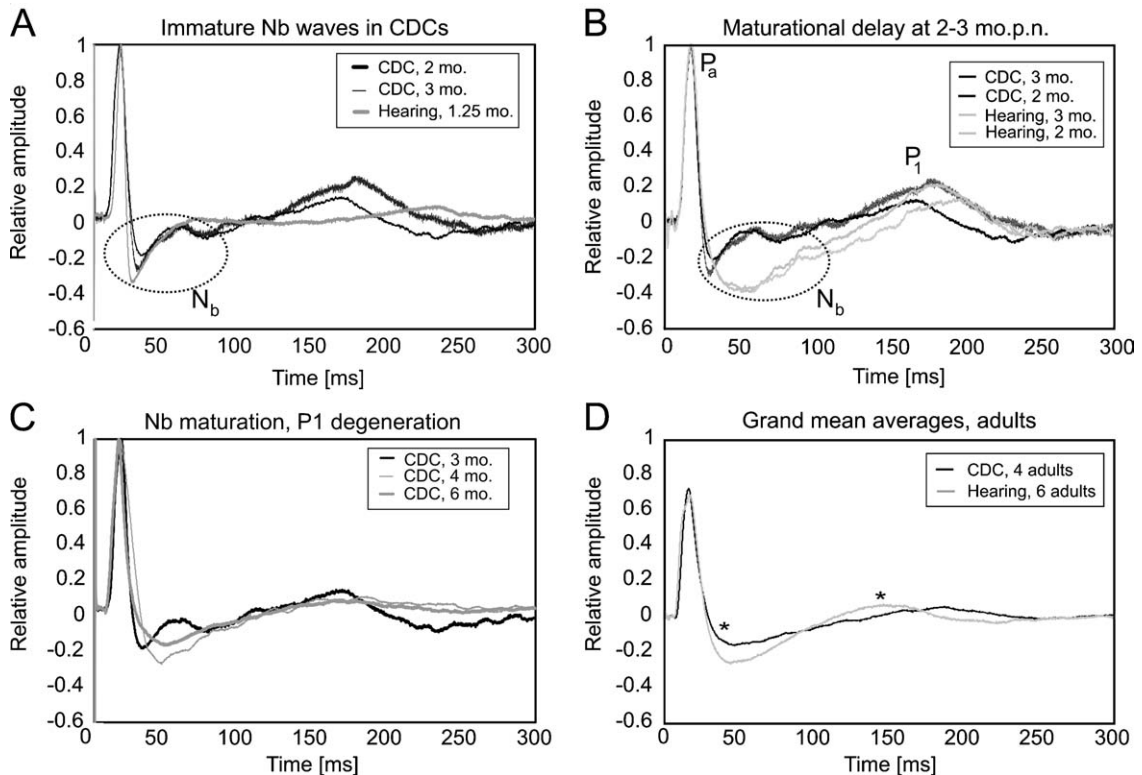 A
Immature Nb waves in CDCs
Relative amplitude
1
0.8
0.6
0.4
0.2
0
-0.2
-0.4
-0.6
CDC, 2 mo.
CDC, 3 mo.
Hearing, 1.25 mo.
Nb
0 50 100 150 200 250 300
Time [ms]
B
Maturational delay at 2-3 mo.p.n.
Relative amplitude
1
0.8
0.6
0.4
0.2
0
-0.2
-0.4
-0.6
Pa
CDC, 3 mo.
CDC, 2 mo.
Hearing, 3 mo.
Hearing, 2 mo.
P1
Nb
0 50 100 150 200 250 300
Time [ms]
C
Nb maturation, P1 degeneration
Relative amplitude
1
0.8
0.6
0.4
0.2
0
-0.2
-0.4
-0.6
CDC, 3 mo.
CDC, 4 mo.
CDC, 6 mo.
0 50 100 150 200 250 300
Time [ms]
D
Grand mean averages, adults
Relative amplitude
1
0.8
0.6
0.4
0.2
0
-0.2
-0.4
-0.6
CDC, 4 adults
Hearing, 6 adults
* *
0 50 100 150 200 250 300
Time [ms]